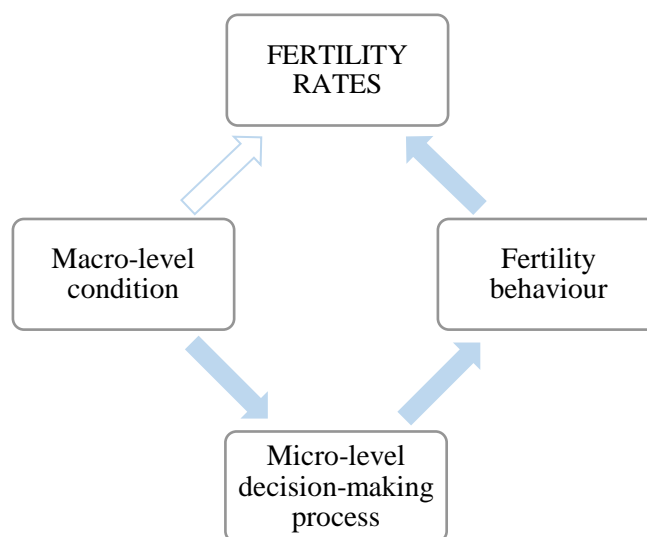 FERTILITY
RATES
Macro-level
condition
Fertility
behaviour
Micro-level
decision-making
process